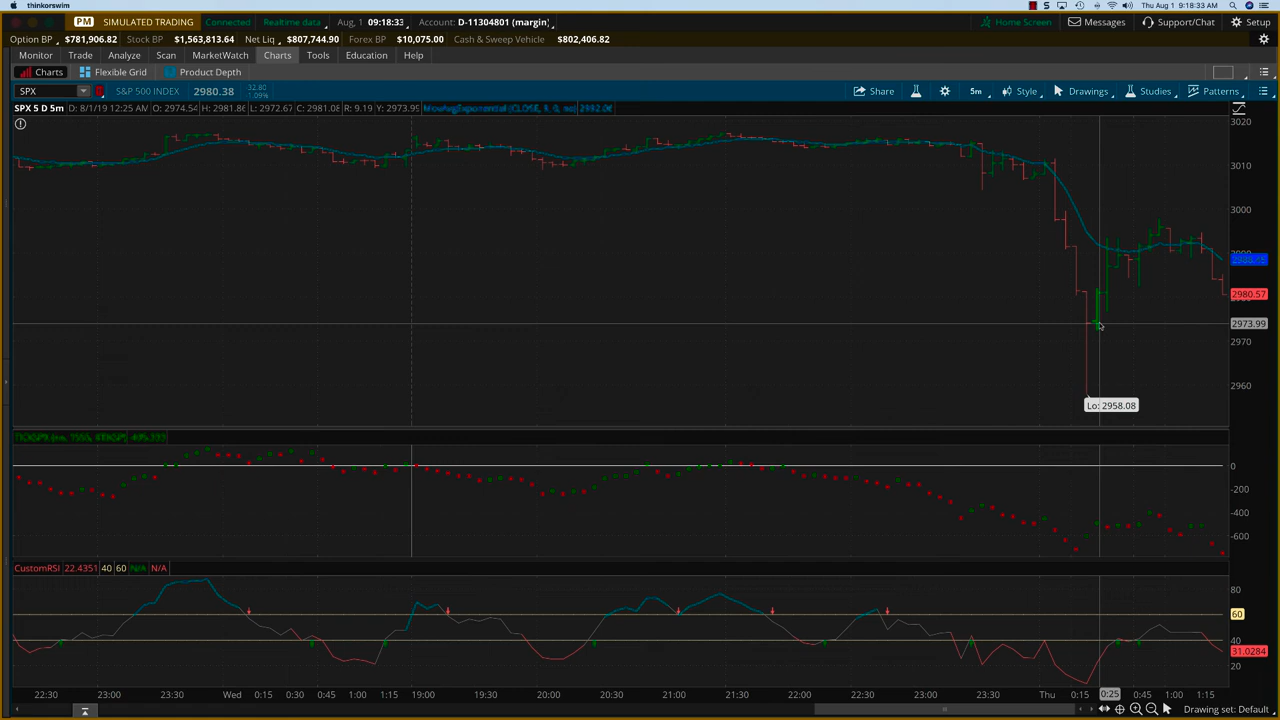 thinkorswim
Thu Aug 1 9:18:33 AM
PM SIMULATED TRADING Connected Realtime data Aug, 1 09:18:33 Account: D-11304801 (margin) Home Screen Messages Support/Chat Setup
Option BP $781,906.82 Stock BP $1,563,813.64 Net Liq $807,744.90 Forex BP $10,075.00 Cash & Sweep Vehicle $802,406.82
Monitor Trade Analyze Scan MarketWatch Charts Tools Education Help
Charts Flexible Grid Product Depth
SPX S&P 500 INDEX 2980.38 32.80 1.09% Share 5m Style Drawings Studies Patterns
SPX 5 D 5m D: 8/1/19 12:25 AM O: 2974.54 H: 2981.86 L: 2972.67 C: 2981.08 R: 9.19 Y: 2973.99
3020
3010
3000
2980.57
2973.99
2970
2960
Lo: 2958.08
0
-200
-400
-600
CustomRSI 22.4351 40 60 N/A N/A
80
60
40
31.0284
20
22:30 23:00 23:30 Wed 0:15 0:30 0:45 1:00 1:15 19:00 19:30 20:00 20:30 21:00 21:30 22:00 22:30 23:00 23:30 Thu 0:15 0:25 0:45 1:00 1:15
Drawing set: Default